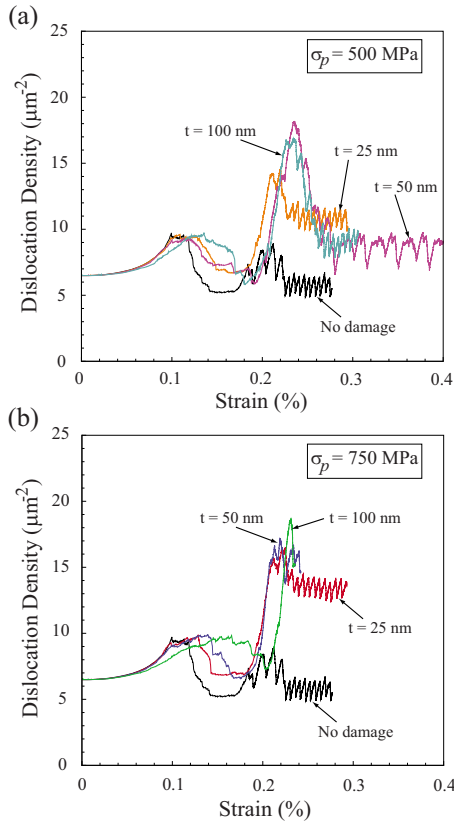 (a)
25
σp = 500 MPa
20
t = 100 nm
t = 25 nm
15
t = 50 nm
10
5
No damage
0
0 0.1 0.2 0.3 0.4
Dislocation Density (μm⁻²)
Strain (%)
(b)
25
σp = 750 MPa
20
t = 50 nm
t = 100 nm
15
t = 25 nm
10
5
No damage
0
0 0.1 0.2 0.3 0.4
Dislocation Density (μm⁻²)
Strain (%)